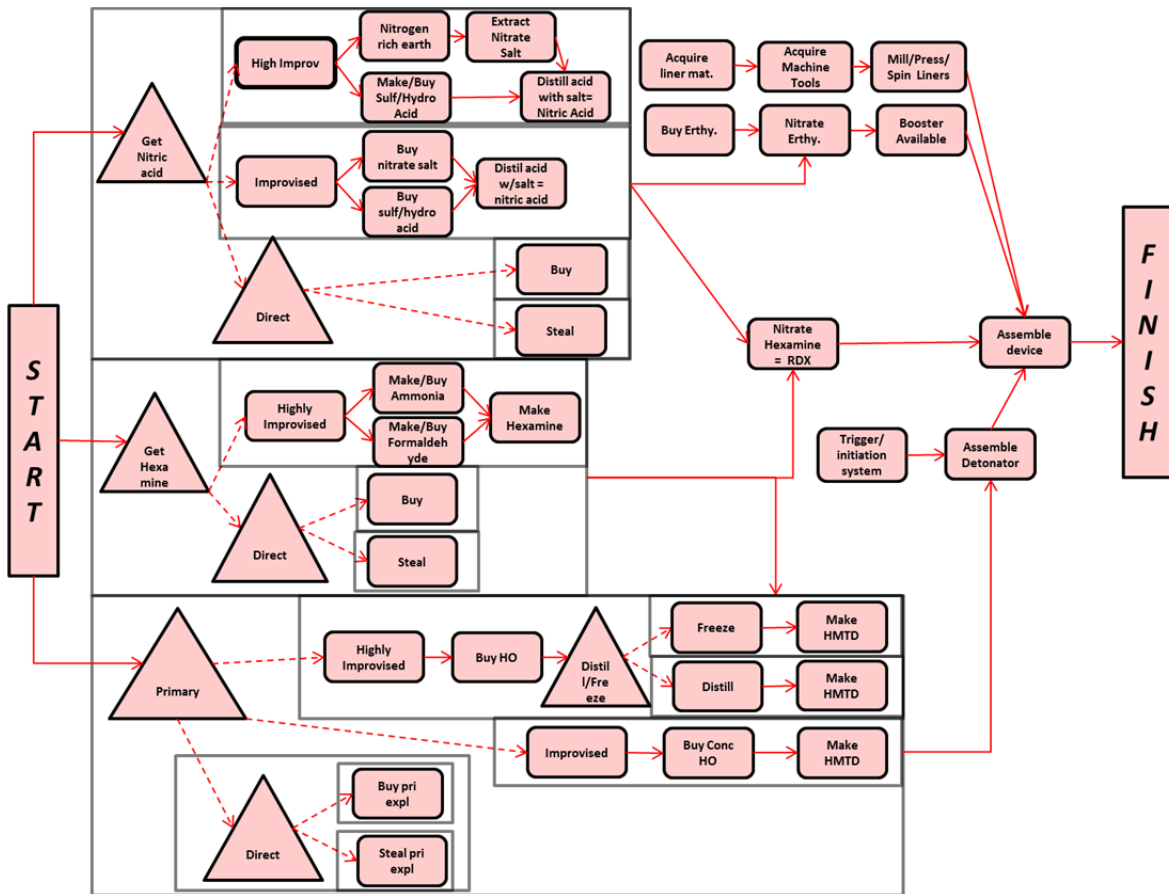 START
Get
Nitric
acid
High Improv
Nitrogen
rich earth
Extract
Nitrate
Salt
Make/Buy
Sulf/Hydro
Acid
Distill acid
with salt=
Nitric Acid
Improvised
Buy
nitrate salt
Buy
sulf/hydro
acid
Distil acid
w/salt =
nitric acid
Direct
Buy
Steal
Acquire
liner mat.
Acquire
Machine
Tools
Mill/Press/
Spin Liners
Buy Erthy.
Nitrate
Erthy.
Booster
Available
Nitrate
Hexamine
= RDX
Assemble
device
FINISH
Get
Hexa
mine
Highly
Improvised
Make/Buy
Ammonia
Make/Buy
Formaldeh
yde
Make
Hexamine
Direct
Buy
Steal
Trigger/
initiation
system
Assemble
Detonator
Primary
Highly
Improvised
Buy HO
Distil
l/Fre
eze
Freeze
Make
HMTD
Distill
Make
HMTD
Improvised
Buy Conc
HO
Make
HMTD
Direct
Buy pri
expl
Steal pri
expl